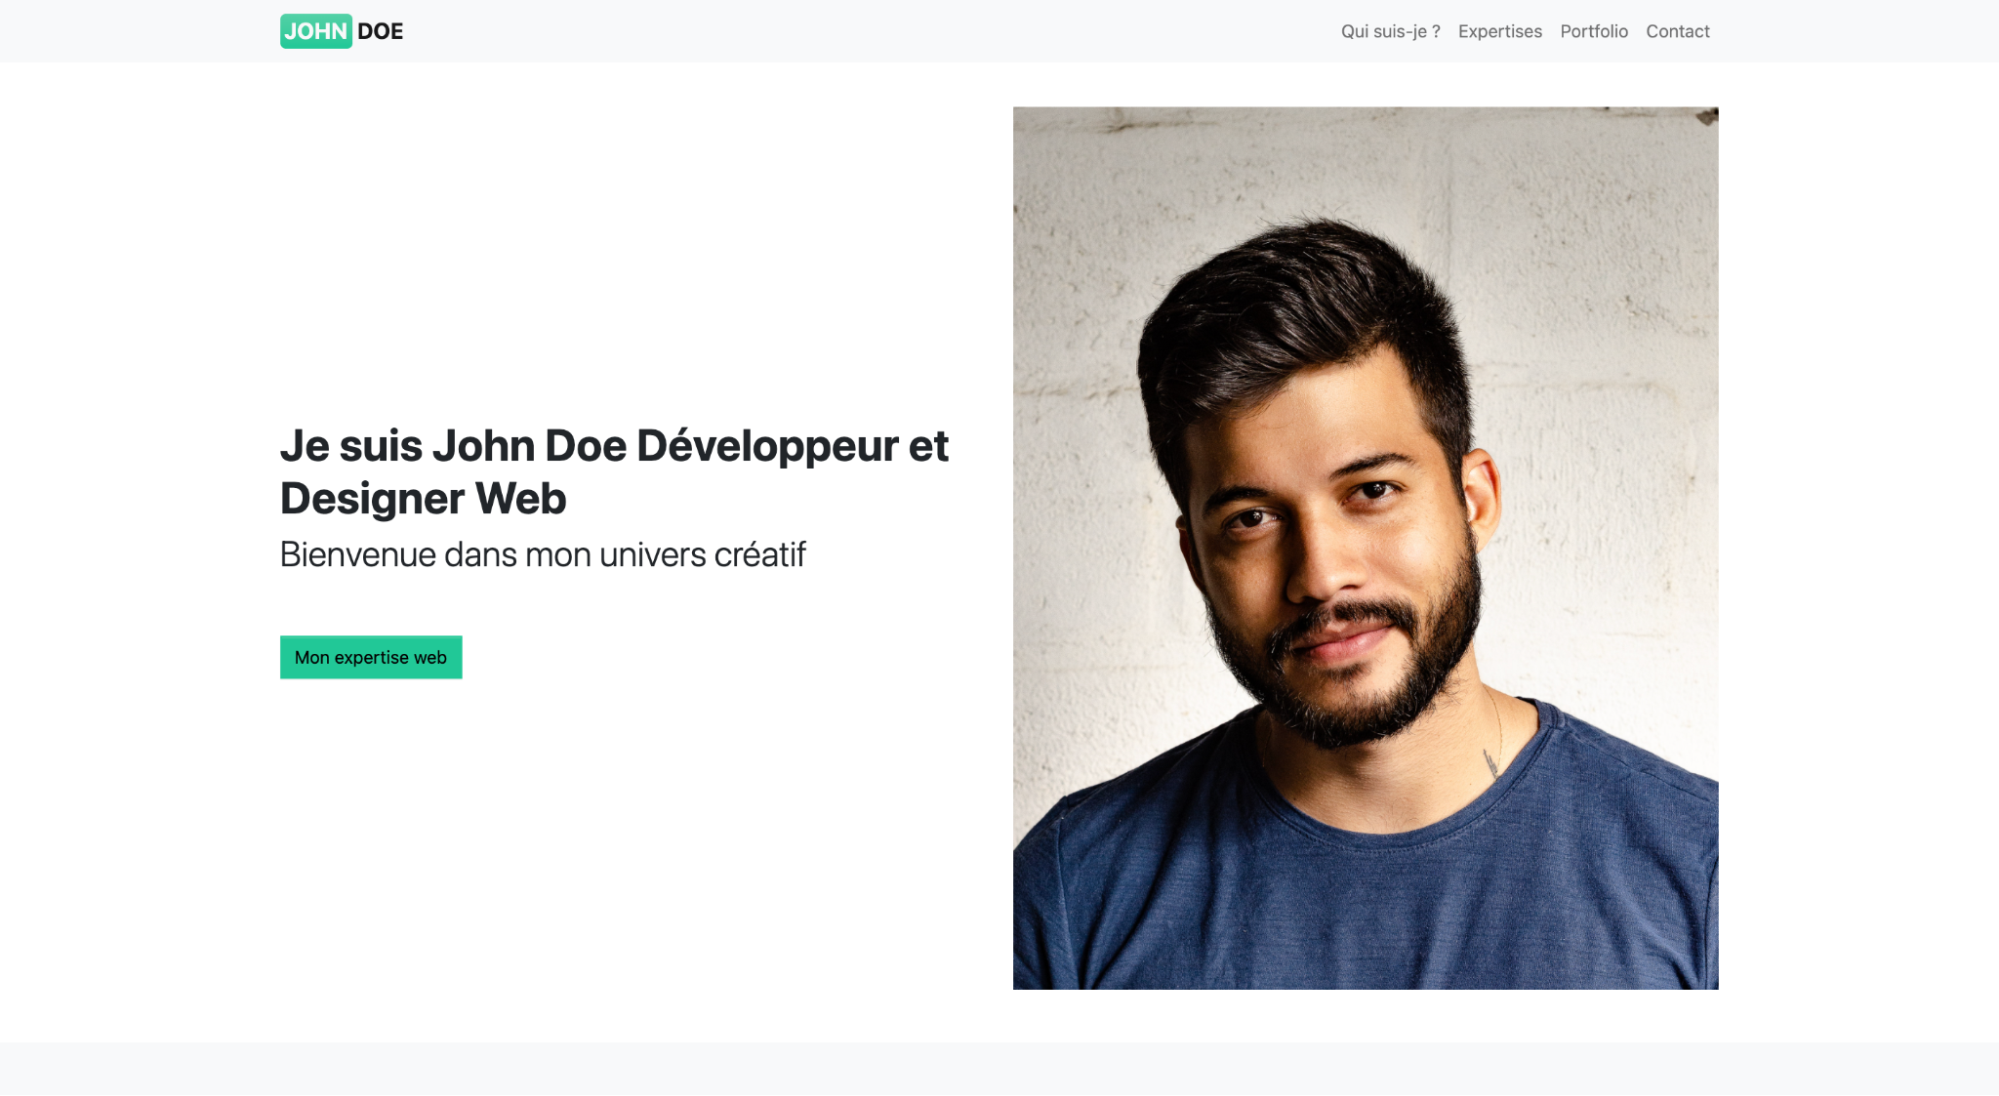 JOHN DOE
Qui suis-je ? Expertises Portfolio Contact
Je suis John Doe Développeur et
Designer Web
Bienvenue dans mon univers créatif
Mon expertise web